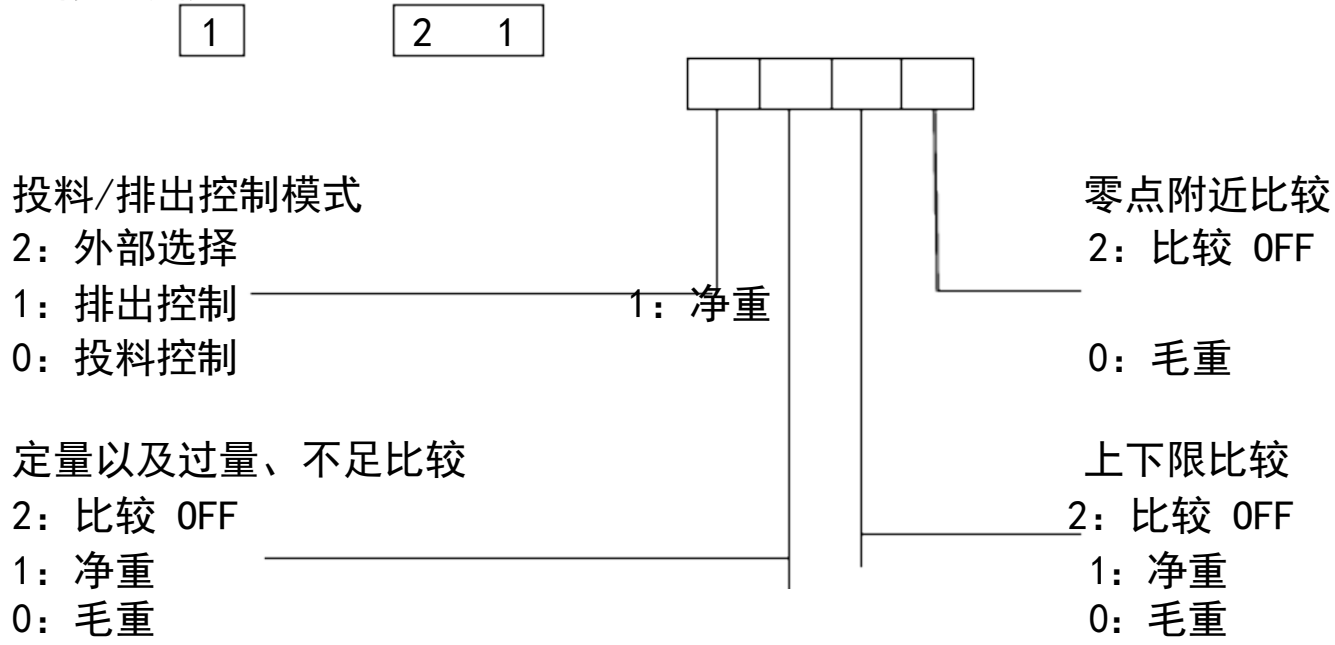 1
2 1
投料/排出控制模式
2: 外部选择
1: 排出控制
0: 投料控制
1: 净重
零点附近比较
2: 比较 OFF
0: 毛重
定量以及过量、不足比较
2: 比较 OFF
1: 净重
0: 毛重
上下限比较
2: 比较 OFF
1: 净重
0: 毛重